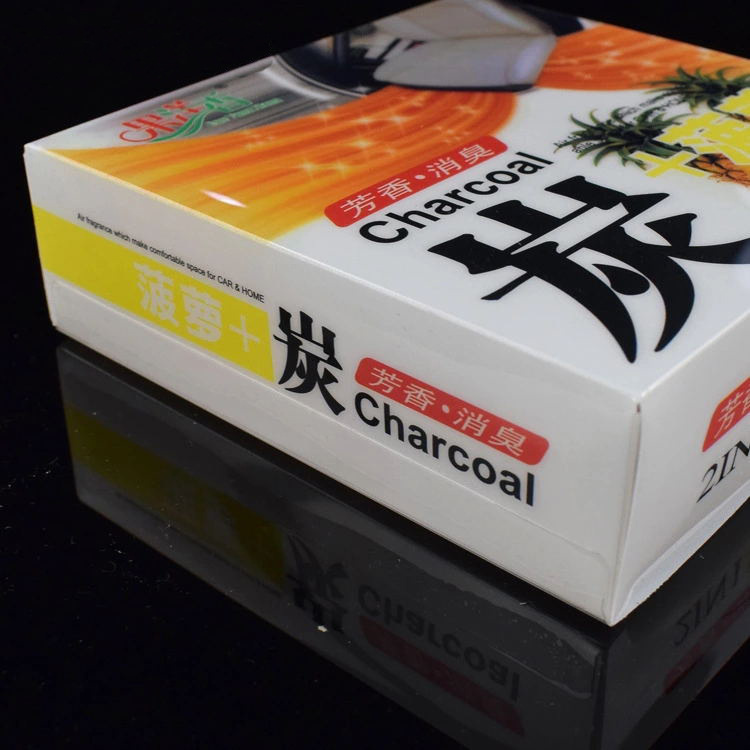 芳香·消臭
Charcoal
炭
Air fragrance which make comfortable space for CAR & HOME
菠萝+
炭
芳香·消臭
Charcoal